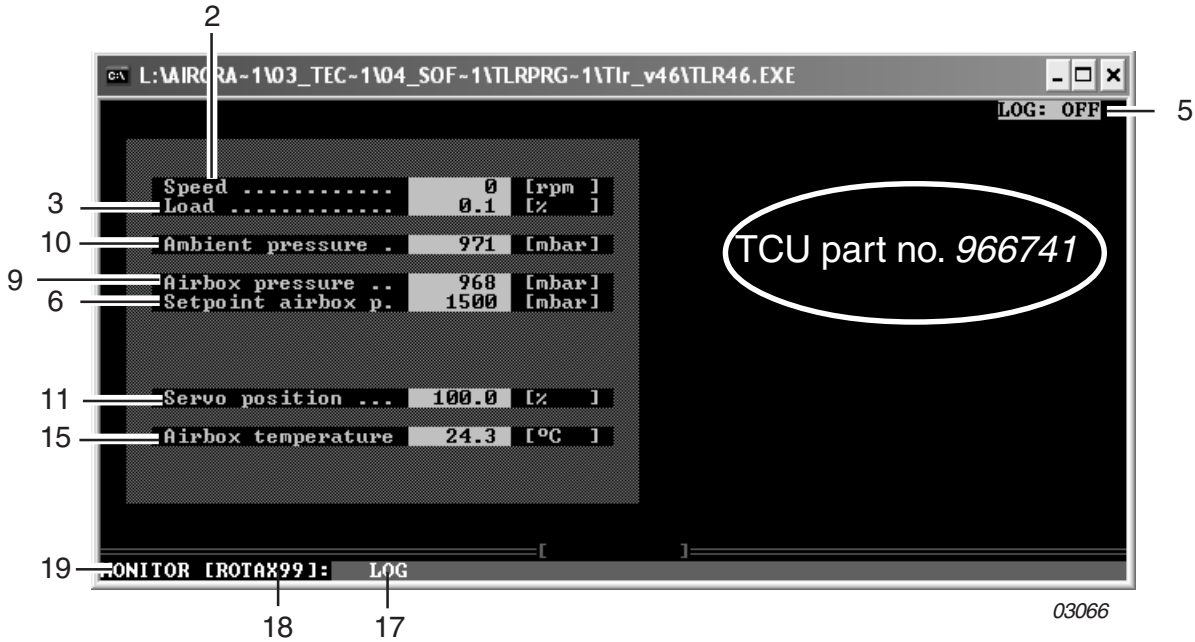 2
L:\AIRCRA~1\03_TEC~1\04_SOF~1\TLRPRG~1\Tlr_v46\TLR46.EXE
LOG: OFF 5
Speed ............ 0 [rpm ]
3 Load ............. 0.1 [% ]
10 Ambient pressure . 971 [mbar]
TCU part no. 966741
9 Airbox pressure .. 968 [mbar]
6 Setpoint airbox p. 1500 [mbar]
11 Servo position ... 100.0 [% ]
15 Airbox temperature 24.3 [ºC ]
[ ]
19 MONITOR [ROTAX99]: LOG
18 17
03066